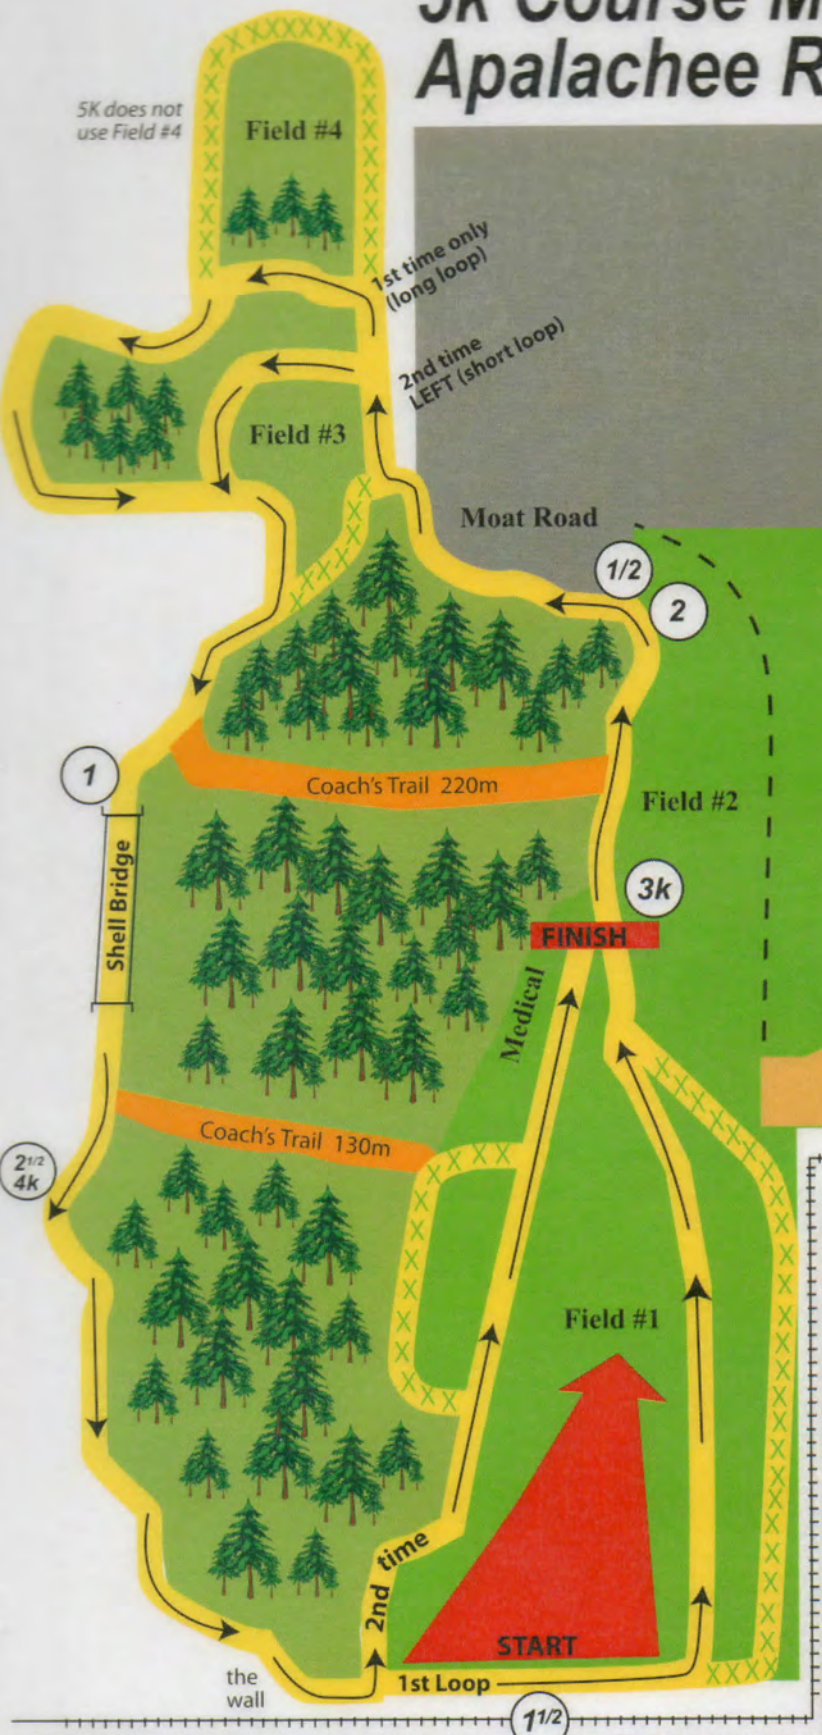 5k Course M
Apalachee R
5K does not
use Field #4
Field #4
1st time only
(long loop)
2nd time
LEFT (short loop)
Field #3
Moat Road
1/2
2
1
Coach's Trail 220m
Field #2
Shell Bridge
3k
FINISH
Medical
Coach's Trail 130m
2 1/2
4k
Field #1
2nd time
START
the
wall
1st Loop
1 1/2